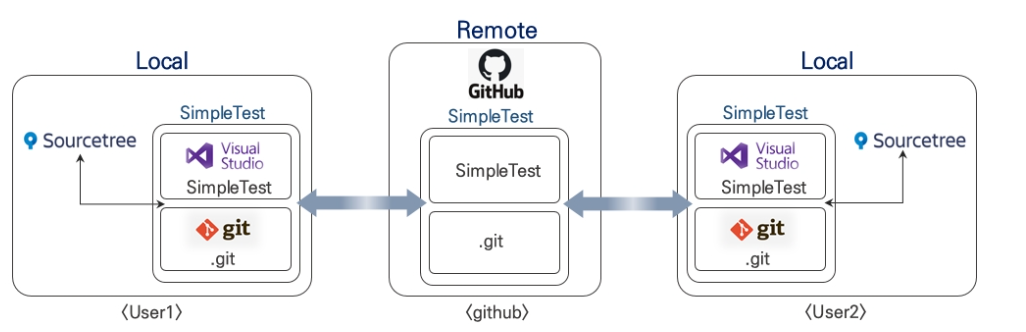 Remote
Local
Local
GitHub
SimpleTest
SimpleTest
SimpleTest
Sourcetree
Visual
Studio
SimpleTest
SimpleTest
Visual
Studio
SimpleTest
Sourcetree
git
.git
.git
git
.git
〈User1〉
〈github〉
〈User2〉